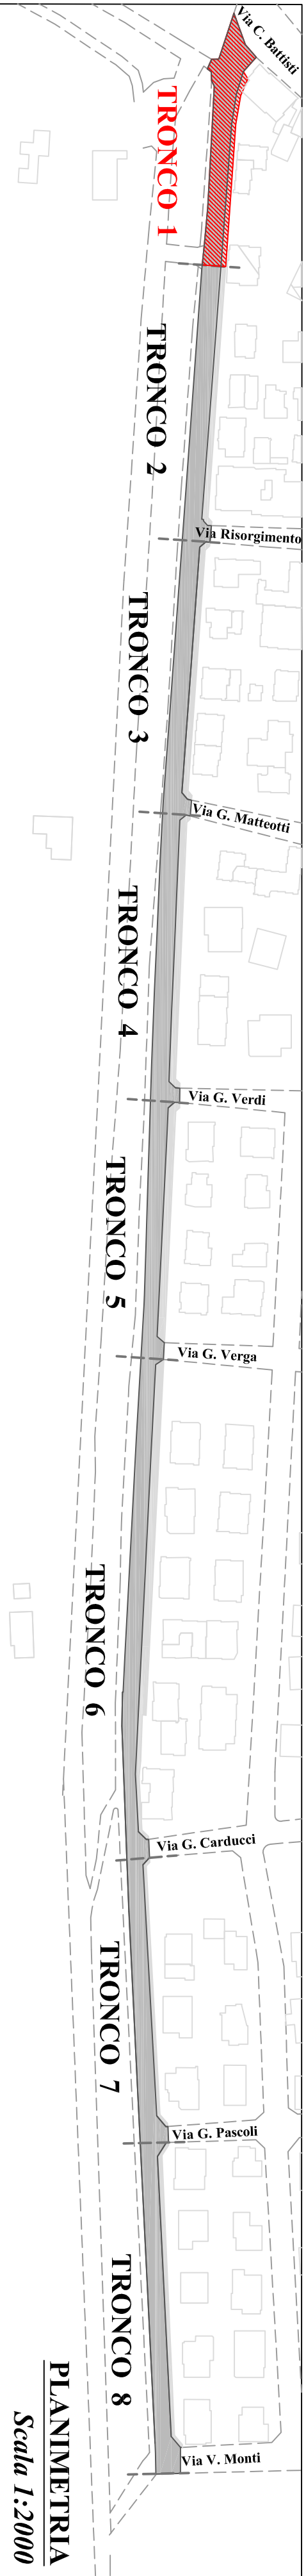 Via C. Battisti
TRONCO 1
TRONCO 2
Via Risorgimento
TRONCO 3
Via G. Matteotti
TRONCO 4
Via G. Verdi
TRONCO 5
Via G. Verga
TRONCO 6
Via G. Carducci
TRONCO 7
Via G. Pascoli
TRONCO 8
Via V. Monti
PLANIMETRIA
Scala 1:2000